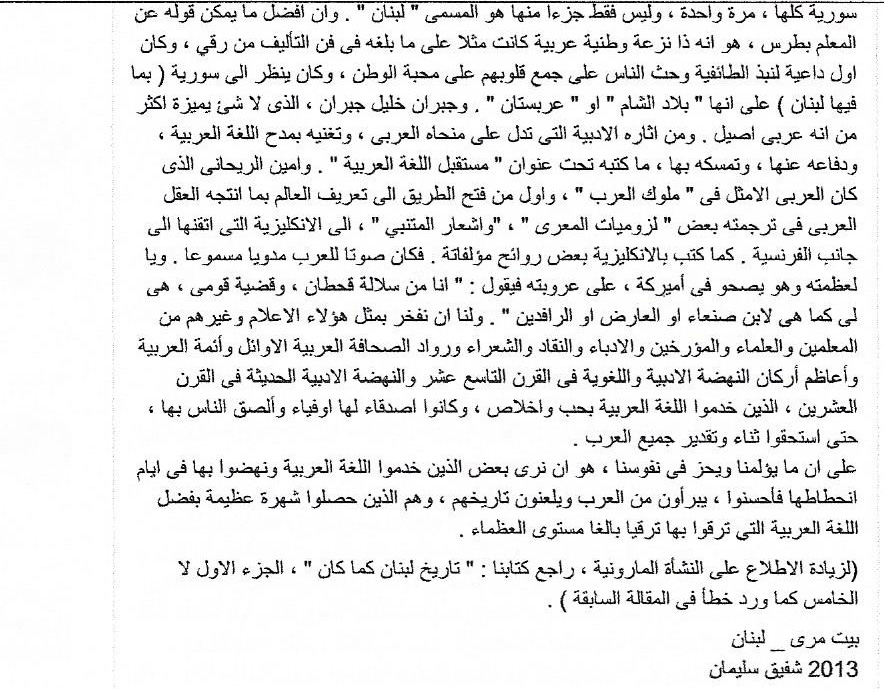 سورية كلها ، مرة واحدة ، وليس فقط جزءا منها هو المسمى " لبنان " . وان افضل ما يمكن قوله عن
المعلم بطرس ، هو انه ذا نزعة وطنية عربية كانت مثلا على ما بلغه فى فن التأليف من رقي ، وكان
اول داعية لنبذ الطائفية وحث الناس على جمع قلوبهم على محبة الوطن ، وكان ينظر الى سورية ( بما
فيها لبنان ) على انها " بلاد الشام " او " عربستان " . وجبران خليل جبران ، الذى لا شئ يميزة اكثر
من انه عربى اصيل . ومن اثاره الادبية التى تدل على منحاه العربى ، وتغنيه بمدح اللغة العربية ،
ودفاعه عنها ، وتمسكه بها ، ما كتبه تحت عنوان " مستقبل اللغة العربية " . وامين الريحانى الذى
كان العربى الامثل فى " ملوك العرب " ، واول من فتح الطريق الى تعريف العالم بما انتجه العقل
العربى فى ترجمته بعض " لزوميات المعرى " ، "واشعار المتنبي " ، الى الانكليزية التى اتقنها الى
جانب الفرنسية . كما كتب بالانكليزية بعض روائح مؤلفاتة . فكان صوتا للعرب مدويا مسموعا . ويا
لعظمته وهو يصحو فى أميركة ، على عروبته فيقول : " انا من سلالة قحطان ، وقضية قومى ، هى
لى كما هى لابن صنعاء او العارض او الرافدين " . ولنا ان نفخر بمثل هؤلاء الاعلام وغيرهم من
المعلمين والعلماء والمؤرخين والادباء والنقاد والشعراء ورواد الصحافة العربية الاوائل وأئمة العربية
وأعاظم أركان النهضة الادبية واللغوية فى القرن التاسع عشر والنهضة الادبية الحديثة فى القرن
العشرين ، الذين خدموا اللغة العربية بحب واخلاص ، وكانوا اصدقاء لها اوفياء وألصق الناس بها ،
حتى استحقوا ثناء وتقدير جميع العرب .
على ان ما يؤلمنا ويحز فى نفوسنا ، هو ان نرى بعض الذين خدموا اللغة العربية ونهضوا بها فى ايام
انحطاطها فأحسنوا ، يبرأون من العرب ويلعنون تاريخهم ، وهم الذين حصلوا شهرة عظيمة بفضل
اللغة العربية التي ترقوا بها ترقيا بالغا مستوى العظماء .
(لزيادة الاطلاع على النشأة المارونية ، راجع كتابنا : " تاريخ لبنان كما كان " ، الجزء الاول لا
الخامس كما ورد خطأ فى المقالة السابقة ) .
بيت مرى _ لبنان
2013 شفيق سليمان